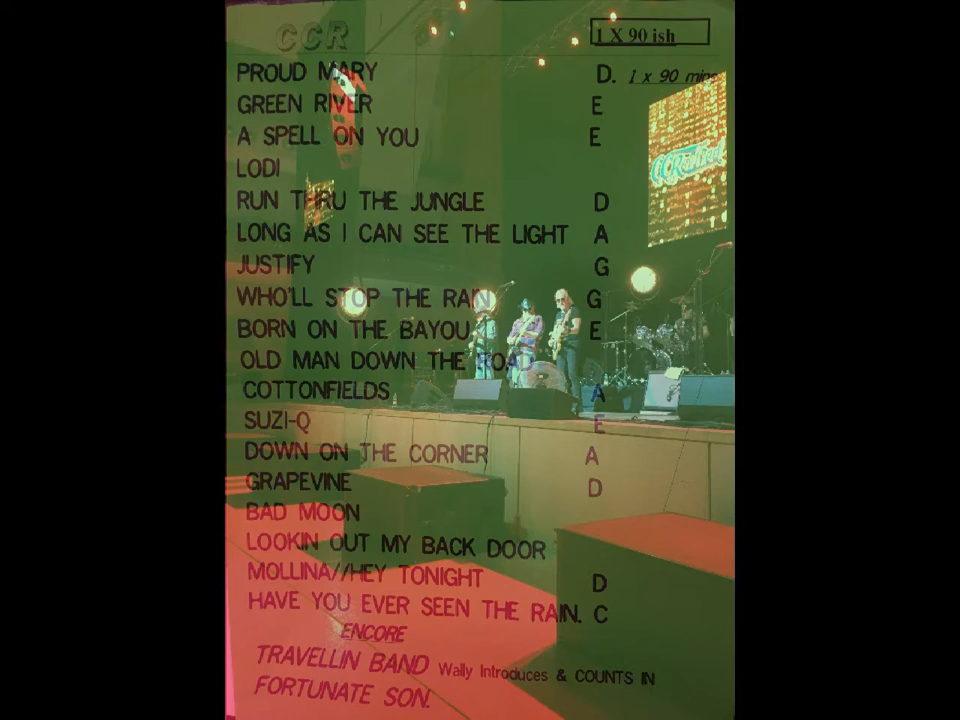 CCR 1 X 90 ish
PROUD MARY D. 1 x 90 mins
GREEN RIVER E
A SPELL ON YOU E
LODI
RUN THRU THE JUNGLE D
LONG AS I CAN SEE THE LIGHT A
JUSTIFY G
WHO'LL STOP THE RAIN G
BORN ON THE BAYOU E
OLD MAN DOWN THE ROAD
COTTONFIELDS A
SUZI-Q E
DOWN ON THE CORNER A
GRAPEVINE D
BAD MOON
LOOKIN OUT MY BACK DOOR
MOLLINA//HEY TONIGHT D
HAVE YOU EVER SEEN THE RAIN. C
ENCORE
TRAVELLIN BAND Wally Introduces & COUNTS IN
FORTUNATE SON.